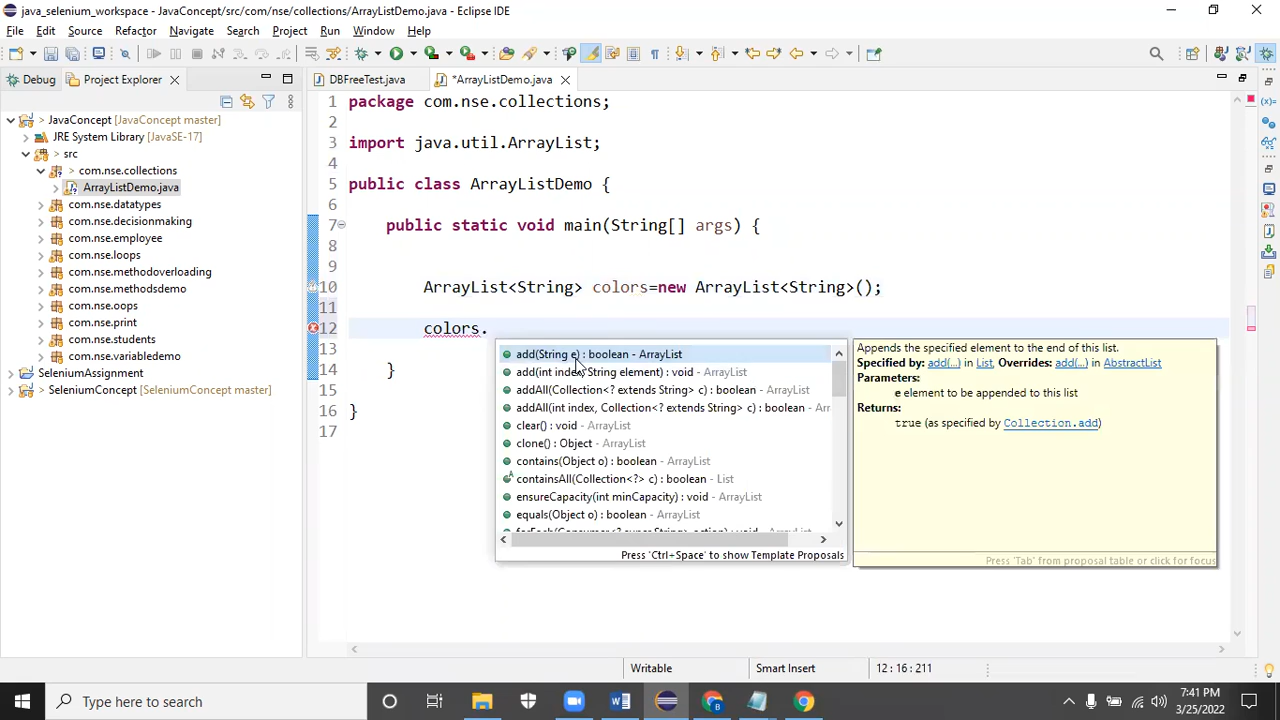 java_selenium_workspace - JavaConcept/src/com/nse/collections/ArrayListDemo.java - Eclipse IDE
File Edit Source Refactor Navigate Search Project Run Window Help
Debug Project Explorer
DBFreeTest.java *ArrayListDemo.java
> JavaConcept [JavaConcept master]
JRE System Library [JavaSE-17]
> src
> com.nse.collections
ArrayListDemo.java
com.nse.datatypes
com.nse.decisionmaking
com.nse.employee
com.nse.loops
com.nse.methodoverloading
com.nse.methodsdemo
com.nse.oops
com.nse.print
com.nse.students
com.nse.variabledemo
SeleniumAssignment
> SeleniumConcept [SeleniumConcept master]
1 package com.nse.collections;
2
3 import java.util.ArrayList;
4
5 public class ArrayListDemo {
6
7 public static void main(String[] args) {
8
9
10 ArrayList<String> colors=new ArrayList<String>();
11
12 colors.
13
14 }
15
16 }
17
add(String e) : boolean - ArrayList
add(int index, String element) : void - ArrayList
addAll(Collection<? extends String> c) : boolean - ArrayList
addAll(int index, Collection<? extends String> c) : boolean - Arr
clear() : void - ArrayList
clone() : Object - ArrayList
contains(Object o) : boolean - ArrayList
containsAll(Collection<?> c) : boolean - List
ensureCapacity(int minCapacity) : void - ArrayList
equals(Object o) : boolean - ArrayList
Press 'Ctrl+Space' to show Template Proposals
Appends the specified element to the end of this list.
Specified by: add(...) in List, Overrides: add(...) in AbstractList
Parameters:
e element to be appended to this list
Returns:
true (as specified by Collection.add)
Press 'Tab' from proposal table or click for focus
Writable Smart Insert 12 : 16 : 211
Type here to search
7:41 PM
3/25/2022